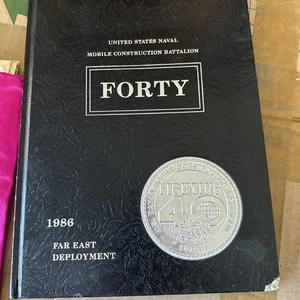 UNITED STATES NAVAL
MOBILE CONSTRUCTION BATTALION
FORTY
FIGHTING
40
1986
FAR EAST
DEPLOYMENT